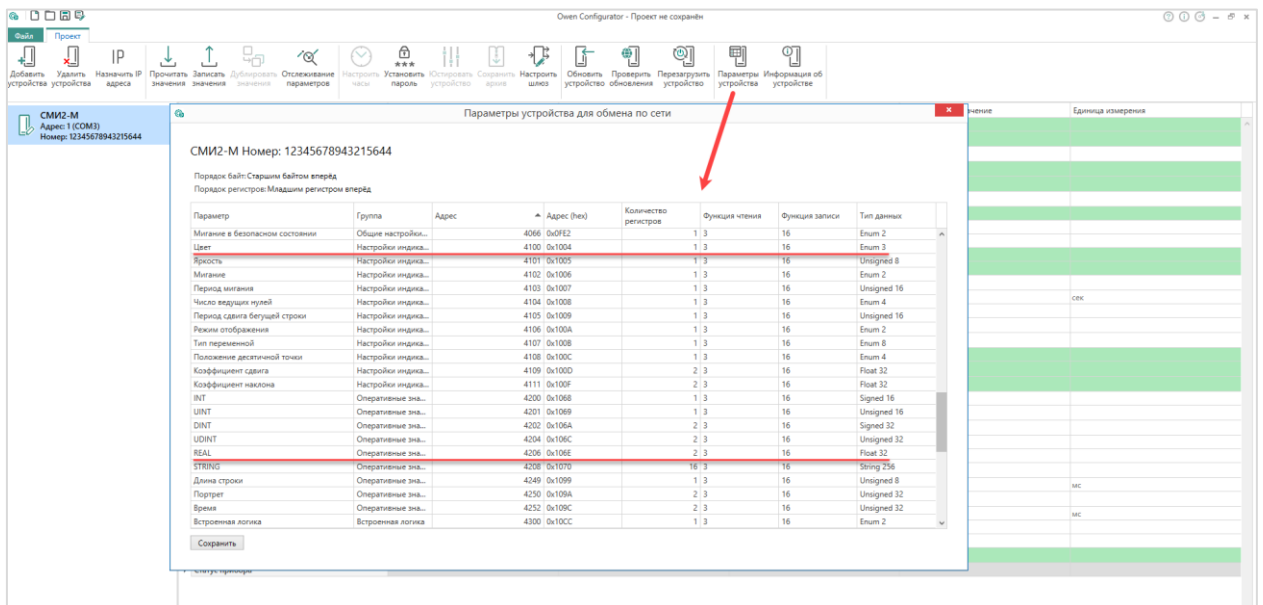 Owen Configurator - Проект не сохранён
Файл Проект
Добавить устройства
Удалить устройства
Назначить IP адреса
Прочитать значения
Записать значения
Дублировать значения
Отслеживание параметров
Настроить часы
Установить пароль
Юстировать устройство
Сохранить архив
Настроить шлюз
Обновить устройство
Проверить обновления
Перезагрузить устройство
Параметры устройства
Информация об устройстве
СМИ2-М
Адрес: 1 (COM3)
Номер: 12345678943215644
Параметры устройства для обмена по сети
Единица измерения
СМИ2-М Номер: 12345678943215644
Порядок байт: Старшим байтом вперёд
Порядок регистров: Младшим регистром вперёд
Параметр Группа Адрес Адрес (hex) Количество регистров Функция чтения Функция записи Тип данных
Мигание в безопасном состоянии Общие настройки... 4066 0x0FE2 1 3 16 Enum 2
Цвет Настройки индика... 4100 0x1004 1 3 16 Enum 3
Яркость Настройки индика... 4101 0x1005 1 3 16 Unsigned 8
Мигание Настройки индика... 4102 0x1006 1 3 16 Enum 2
Период мигания Настройки индика... 4103 0x1007 1 3 16 Unsigned 16
Число ведущих нулей Настройки индика... 4104 0x1008 1 3 16 Enum 4
Период сдвига бегущей строки Настройки индика... 4105 0x1009 1 3 16 Unsigned 16
Режим отображения Настройки индика... 4106 0x100A 1 3 16 Enum 2
Тип переменной Настройки индика... 4107 0x100B 1 3 16 Enum 8
Положение десятичной точки Настройки индика... 4108 0x100C 1 3 16 Enum 4
Коэффициент сдвига Настройки индика... 4109 0x100D 2 3 16 Float 32
Коэффициент наклона Настройки индика... 4111 0x100F 2 3 16 Float 32
INT Оперативные зна... 4200 0x1068 1 3 16 Signed 16
UINT Оперативные зна... 4201 0x1069 1 3 16 Unsigned 16
DINT Оперативные зна... 4202 0x106A 2 3 16 Signed 32
UDINT Оперативные зна... 4204 0x106C 2 3 16 Unsigned 32
REAL Оперативные зна... 4206 0x106E 2 3 16 Float 32
STRING Оперативные зна... 4208 0x1070 16 3 16 String 256
Длина строки Оперативные зна... 4249 0x1099 1 3 16 Unsigned 8
Портрет Оперативные зна... 4250 0x109A 2 3 16 Unsigned 32
Время Оперативные зна... 4252 0x109C 2 3 16 Unsigned 32
Встроенная логика Встроенная логика 4300 0x10CC 1 3 16 Enum 2
сек
мс
мс
Сохранить